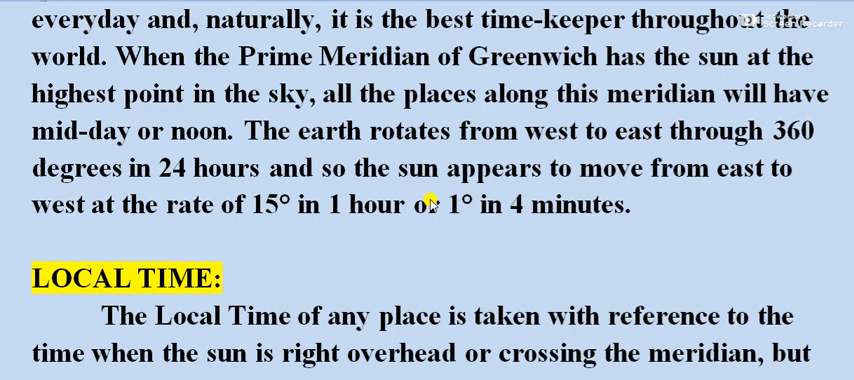 everyday and, naturally, it is the best time-keeper throughout the
world. When the Prime Meridian of Greenwich has the sun at the
highest point in the sky, all the places along this meridian will have
mid-day or noon. The earth rotates from west to east through 360
degrees in 24 hours and so the sun appears to move from east to
west at the rate of 15° in 1 hour or 1° in 4 minutes.
LOCAL TIME:
The Local Time of any place is taken with reference to the
time when the sun is right overhead or crossing the meridian, but